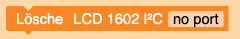 Lösche LCD 1602 I²C no port